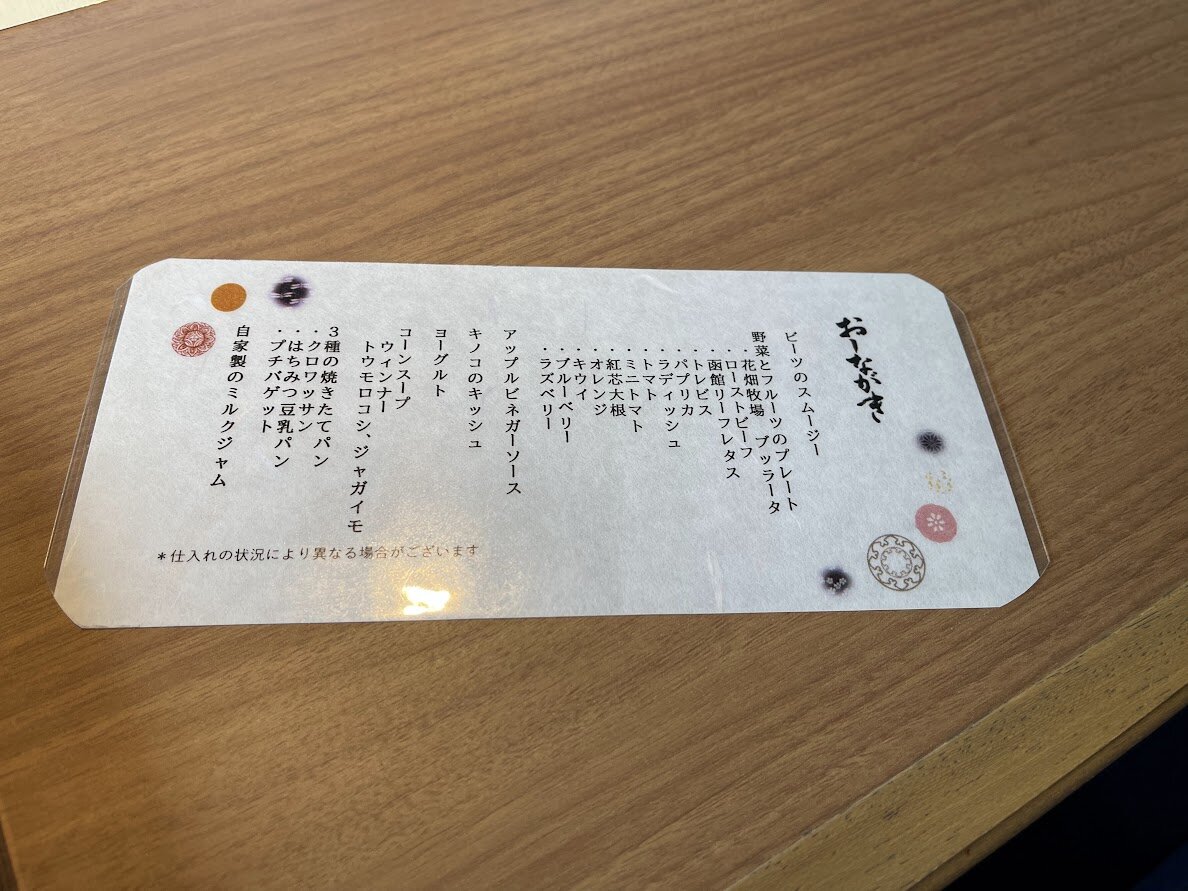 おーながき
ビーツのスムージー
野菜とフルーツのプレート
・花畑牧場　ブッラータ
・ローストビーフ
・函館リーフレタス
・トレビス
・パプリカ
・ラディッシュ
・トマト
・ミニトマト
・紅芯大根
・オレンジ
・キウイ
・ブルーベリー
・ラズベリー
アップルビネガーソース
キノコのキッシュ
ヨーグルト
コーンスープ
ウィンナー
トウモロコシ、ジャガイモ
３種の焼きたてパン
・クロワッサン
・はちみつ豆乳パン
・プチバゲット
自家製のミルクジャム
＊仕入れの状況により異なる場合がございます